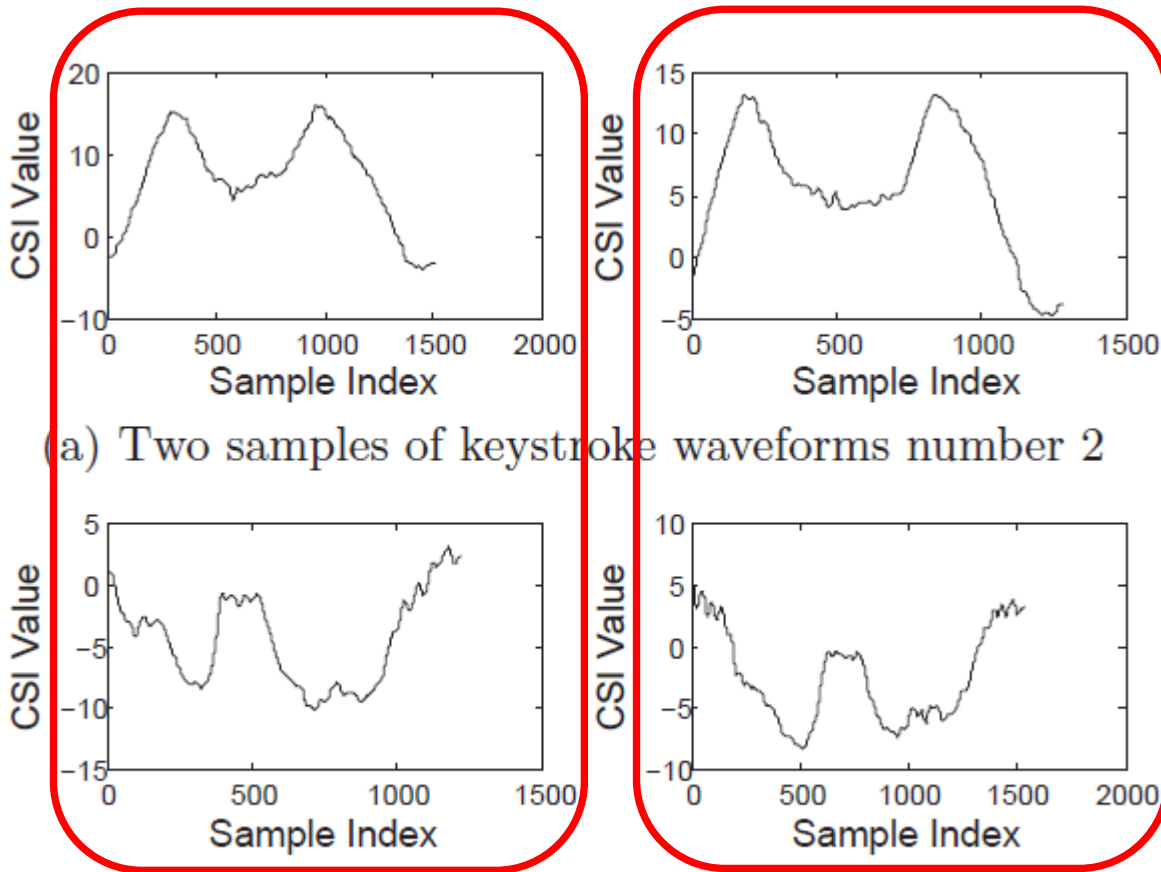 20
10
0
−10
CSI Value
0 500 1000 1500 2000
Sample Index
15
10
5
0
−5
CSI Value
0 500 1000 1500
Sample Index
(a) Two samples of keystroke waveforms number 2
5
0
−5
−10
−15
CSI Value
0 500 1000 1500
Sample Index
10
5
0
−5
−10
CSI Value
0 500 1000 1500 2000
Sample Index